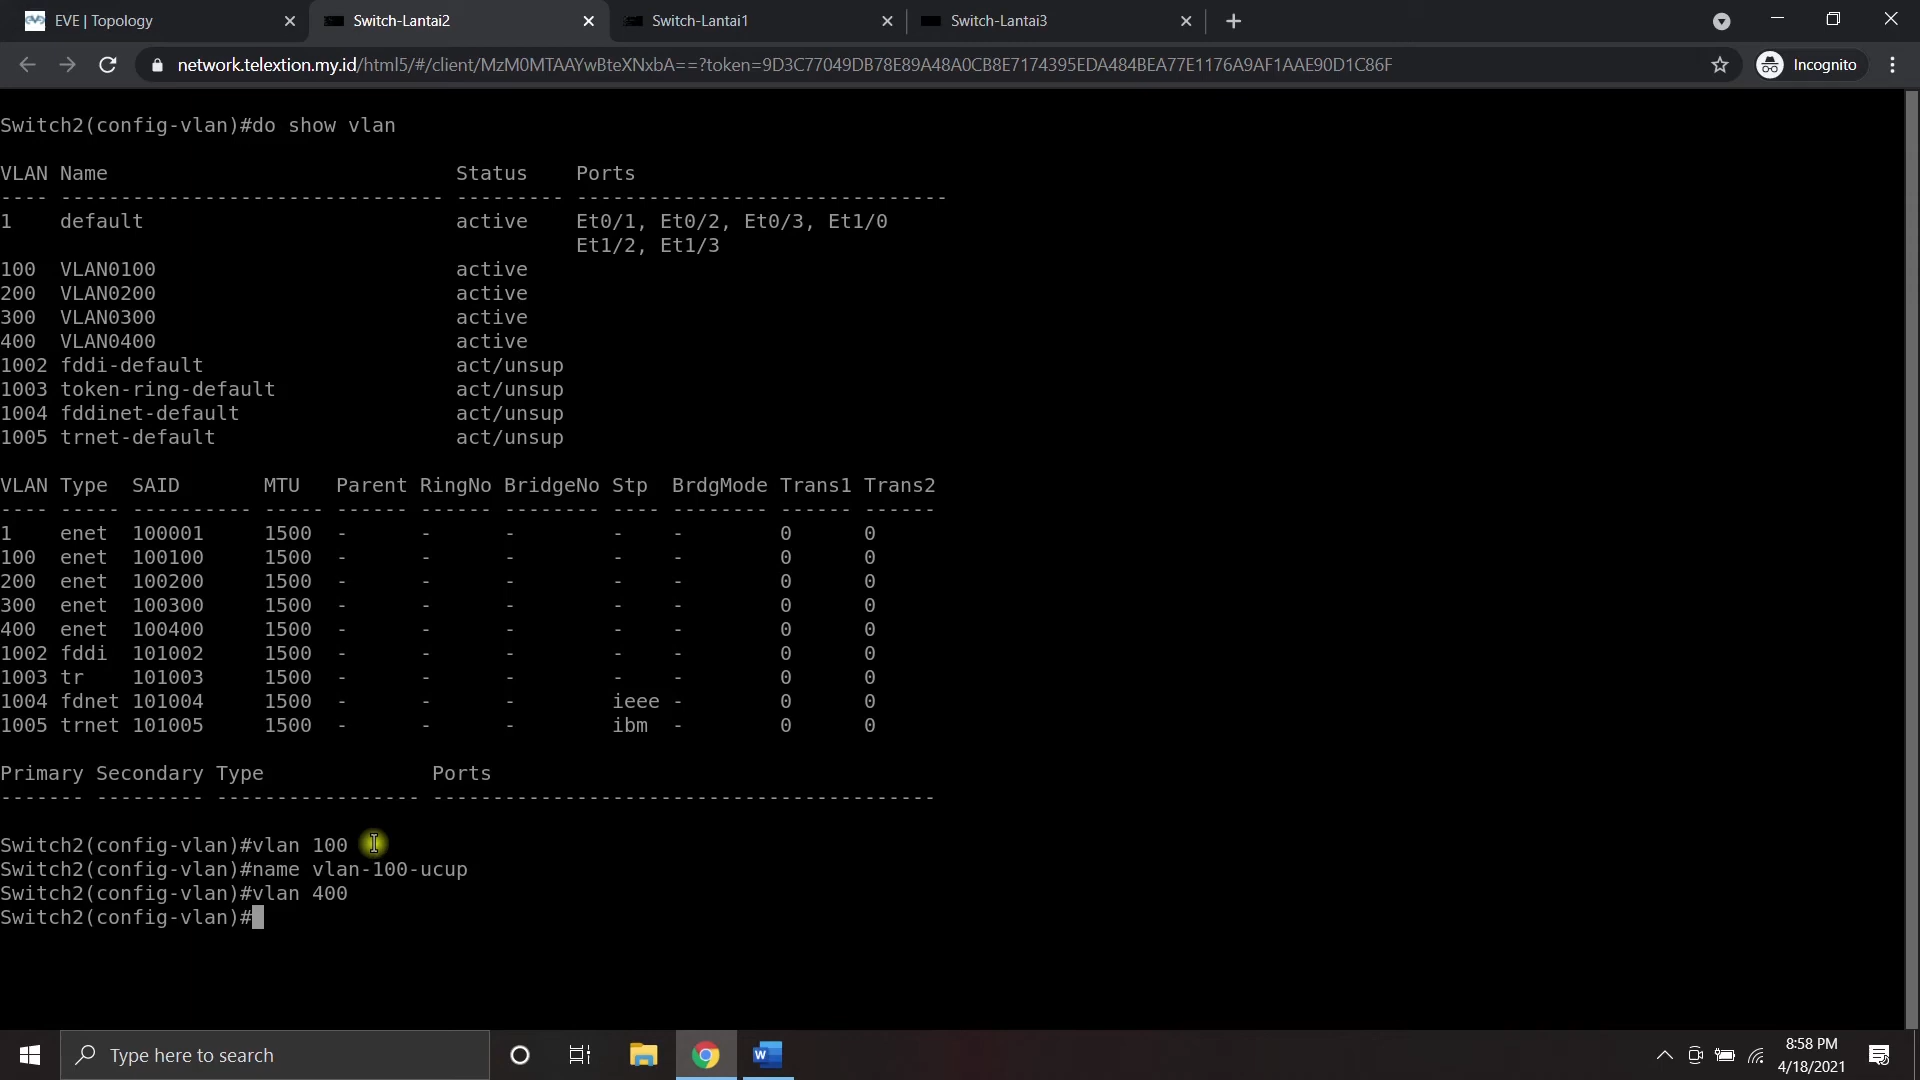 EVE | Topology
Switch-Lantai2
Switch-Lantai1
Switch-Lantai3
network.telextion.my.id/html5/#/client/MzM0MTAAYwBteXNxbA==?token=9D3C77049DB78E89A48A0CB8E7174395EDA484BEA77E1176A9AF1AAE90D1C86F
Incognito
Switch2(config-vlan)#do show vlan
VLAN Name                             Status    Ports
---- -------------------------------- --------- -------------------------------
1    default                          active    Et0/1, Et0/2, Et0/3, Et1/0
                                                Et1/2, Et1/3
100  VLAN0100                         active
200  VLAN0200                         active
300  VLAN0300                         active
400  VLAN0400                         active
1002 fddi-default                     act/unsup
1003 token-ring-default               act/unsup
1004 fddinet-default                  act/unsup
1005 trnet-default                    act/unsup
VLAN Type  SAID       MTU   Parent RingNo BridgeNo Stp  BrdgMode Trans1 Trans2
---- ----- ---------- ----- ------ ------ -------- ---- -------- ------ ------
1    enet  100001     1500  -      -      -        -    -        0      0
100  enet  100100     1500  -      -      -        -    -        0      0
200  enet  100200     1500  -      -      -        -    -        0      0
300  enet  100300     1500  -      -      -        -    -        0      0
400  enet  100400     1500  -      -      -        -    -        0      0
1002 fddi  101002     1500  -      -      -        -    -        0      0
1003 tr    101003     1500  -      -      -        -    -        0      0
1004 fdnet 101004     1500  -      -      -        ieee -        0      0
1005 trnet 101005     1500  -      -      -        ibm  -        0      0
Primary Secondary Type              Ports
------- --------- ----------------- ------------------------------------------
Switch2(config-vlan)#vlan 100
Switch2(config-vlan)#name vlan-100-ucup
Switch2(config-vlan)#vlan 400
Switch2(config-vlan)#
Type here to search
8:58 PM
4/18/2021